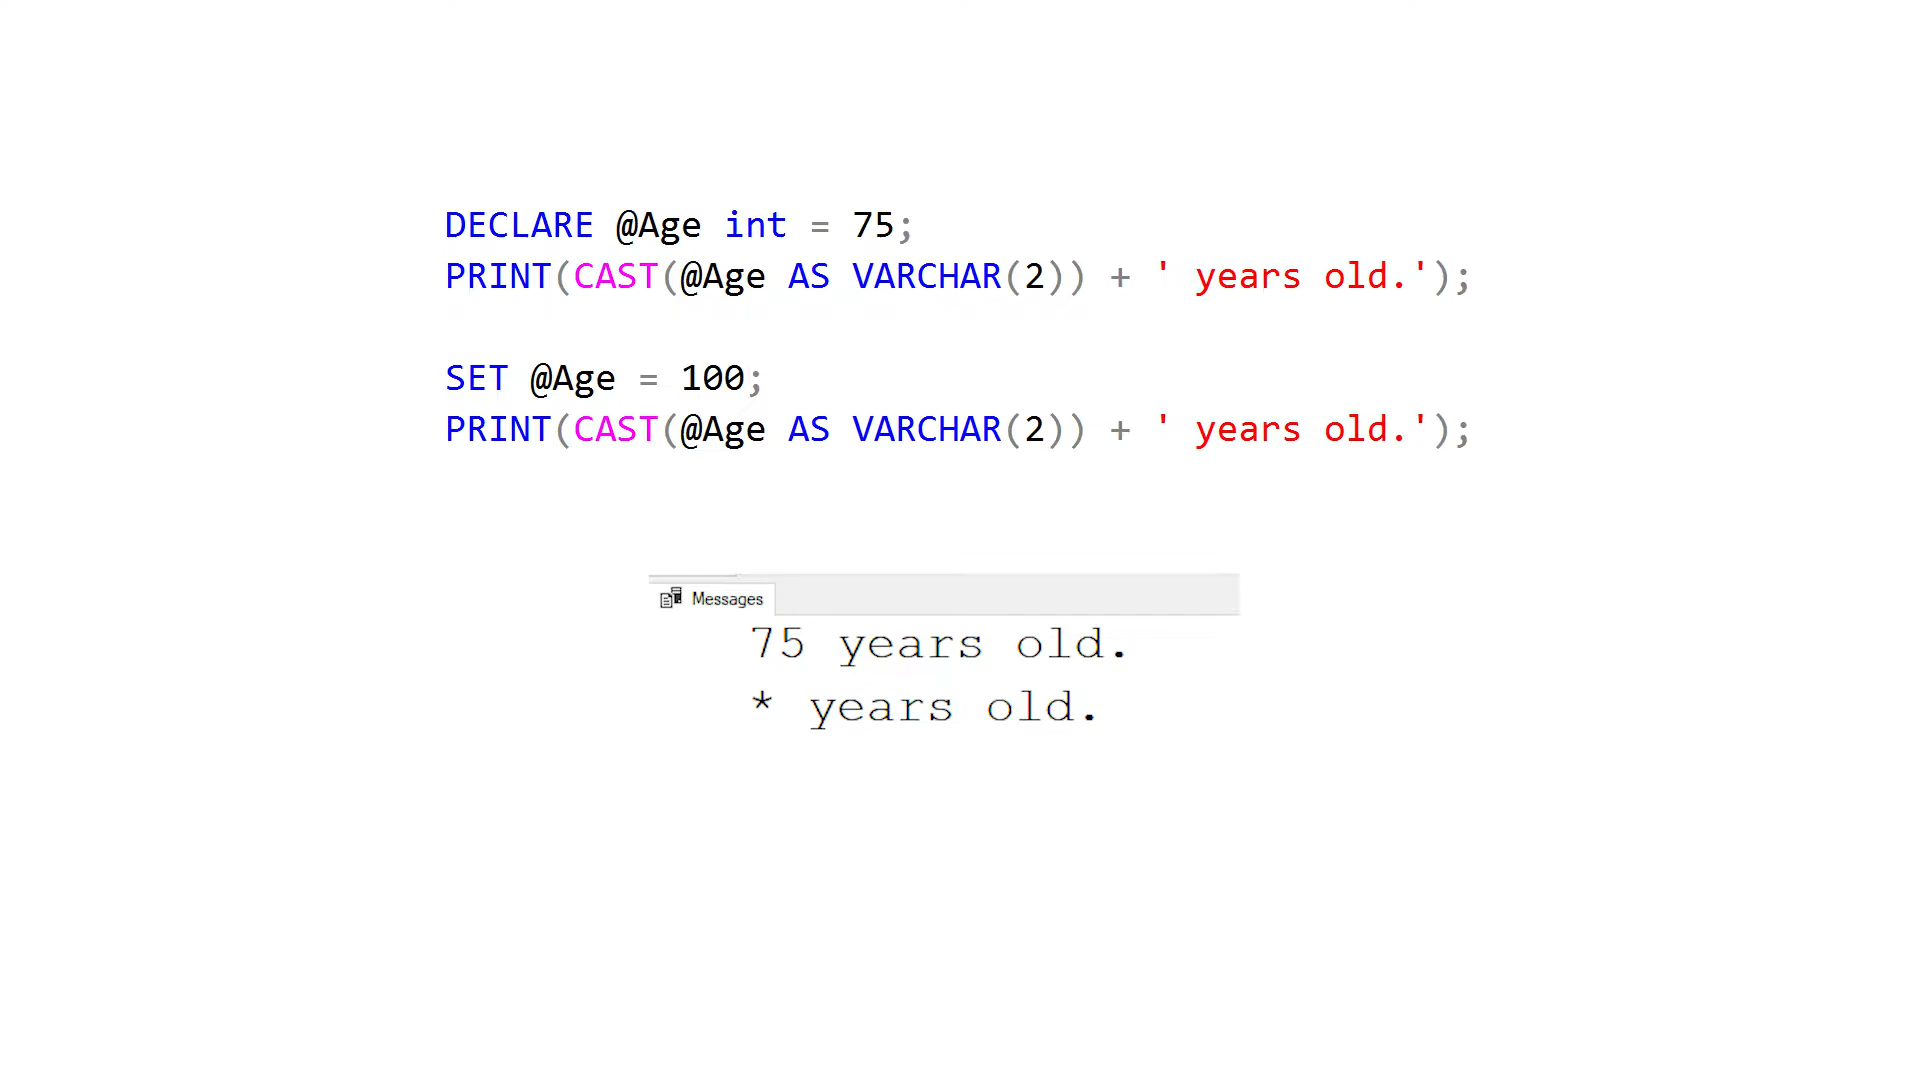 DECLARE @Age int = 75;
PRINT(CAST(@Age AS VARCHAR(2)) + ' years old.');
SET @Age = 100;
PRINT(CAST(@Age AS VARCHAR(2)) + ' years old.');
Messages
75 years old.
* years old.